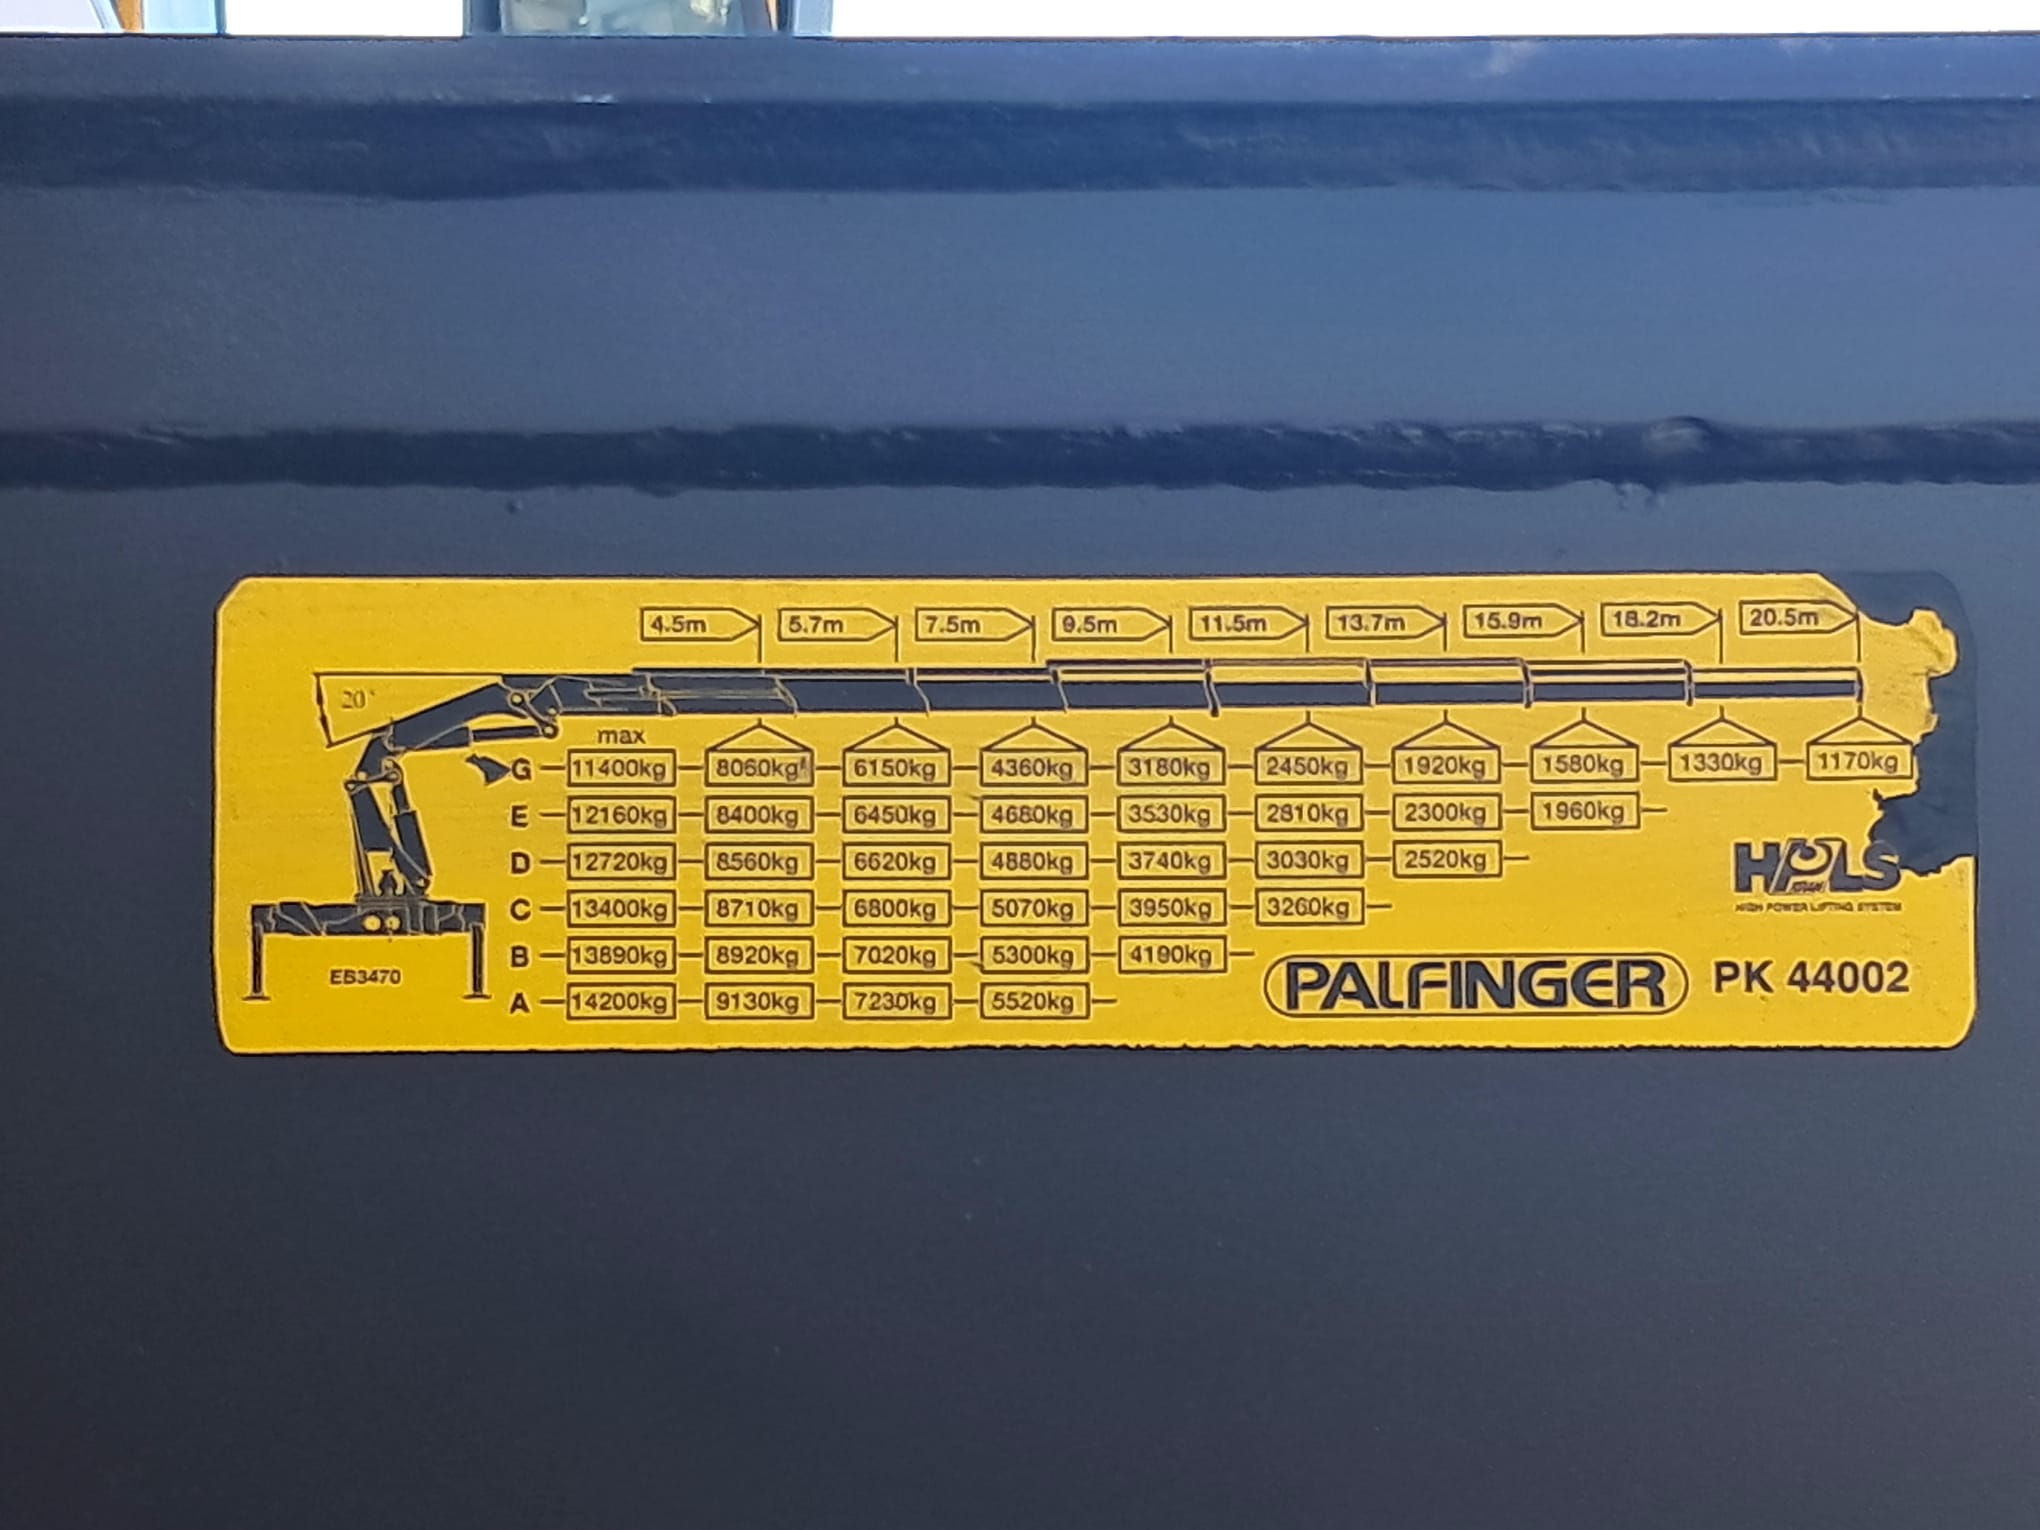 4.5m 5.7m 7.5m 9.5m 11.5m 13.7m 15.9m 18.2m 20.5m
20°
max
G 11400kg 8060kg 6150kg 4360kg 3180kg 2450kg 1920kg 1580kg 1330kg 1170kg
E 12160kg 8400kg 6450kg 4680kg 3530kg 2810kg 2300kg 1960kg
D 12720kg 8560kg 6620kg 4880kg 3740kg 3030kg 2520kg
C 13400kg 8710kg 6800kg 5070kg 3950kg 3260kg
B 13890kg 8920kg 7020kg 5300kg 4190kg
A 14200kg 9130kg 7230kg 5520kg
EB3470
HPLS
HIGH POWER LIFTING SYSTEM
PALFINGER PK 44002